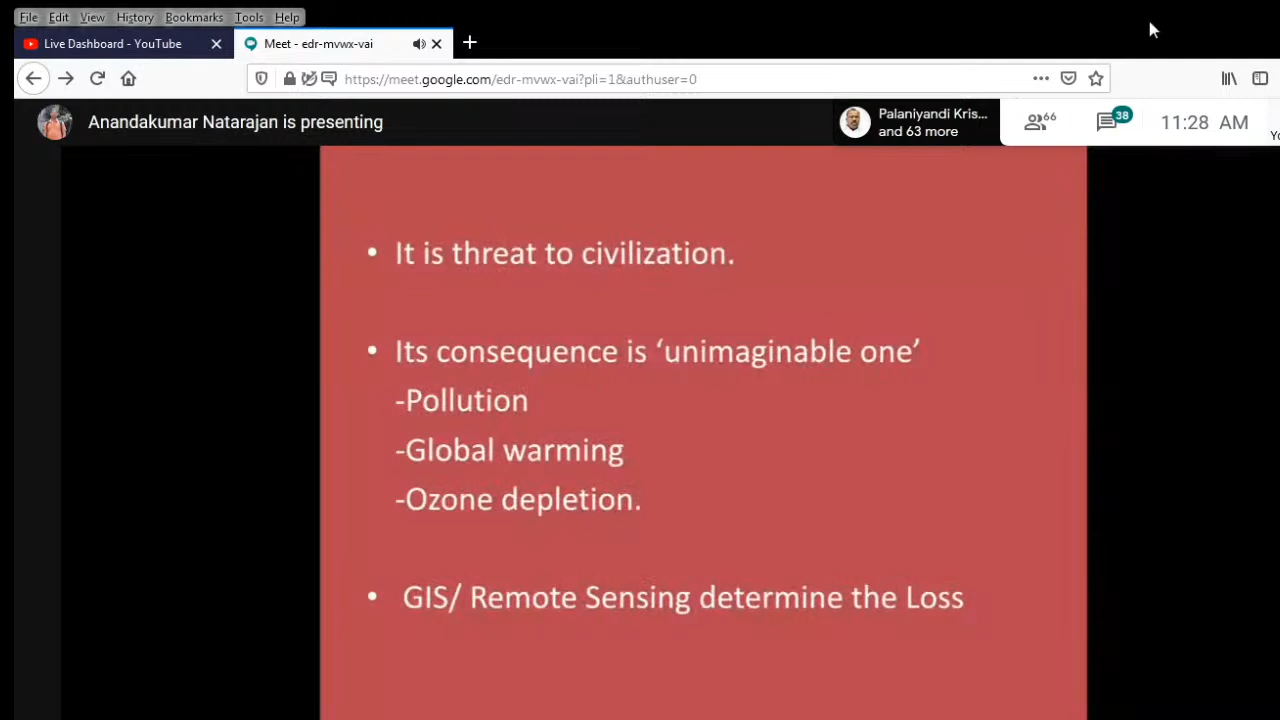 File Edit View History Bookmarks Tools Help
Live Dashboard - YouTube
Meet - edr-mvwx-vai
https://meet.google.com/edr-mvwx-vai?pli=1&authuser=0
Anandakumar Natarajan is presenting
Palaniyandi Kris...
and 63 more
66
38
11:28 AM
• It is threat to civilization.
• Its consequence is ‘unimaginable one’
-Pollution
-Global warming
-Ozone depletion.
• GIS/ Remote Sensing determine the Loss